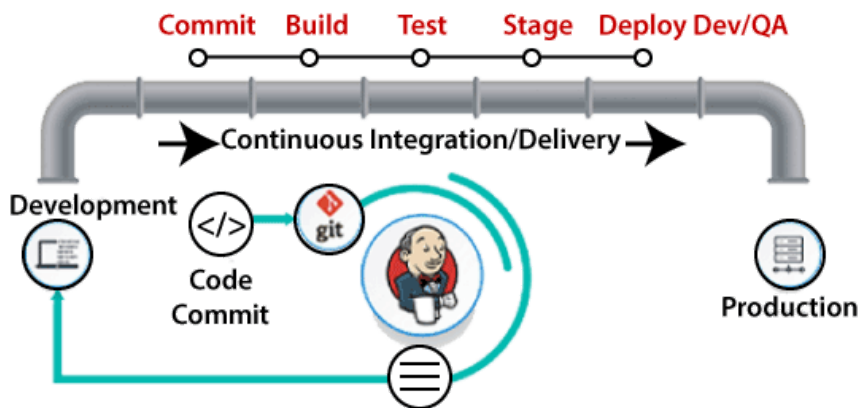 Commit Build Test Stage Deploy Dev/QA
Continuous Integration/Delivery
Development
</>
git
Code
Commit
Production